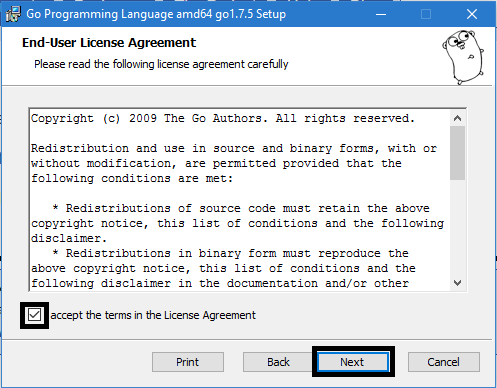 Go Programming Language amd64 go1.7.5 Setup
End-User License Agreement
Please read the following license agreement carefully
Copyright (c) 2009 The Go Authors. All rights reserved.
Redistribution and use in source and binary forms, with or
without modification, are permitted provided that the
following conditions are met:
* Redistributions of source code must retain the above
copyright notice, this list of conditions and the following
disclaimer.
* Redistributions in binary form must reproduce the
above copyright notice, this list of conditions and the
following disclaimer in the documentation and/or other
accept the terms in the License Agreement
Print Back Next Cancel